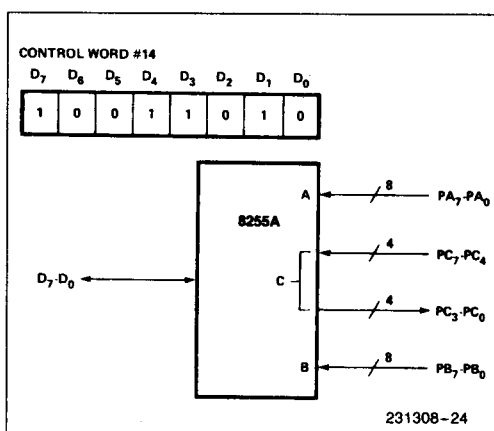 CONTROL WORD #14
D7 D6 D5 D4 D3 D2 D1 D0
1 0 0 1 1 0 1 0
A 8 PA7-PA0
8255A
4 PC7-PC4
D7-D0 C
4 PC3-PC0
B 8 PB7-PB0
231308-24